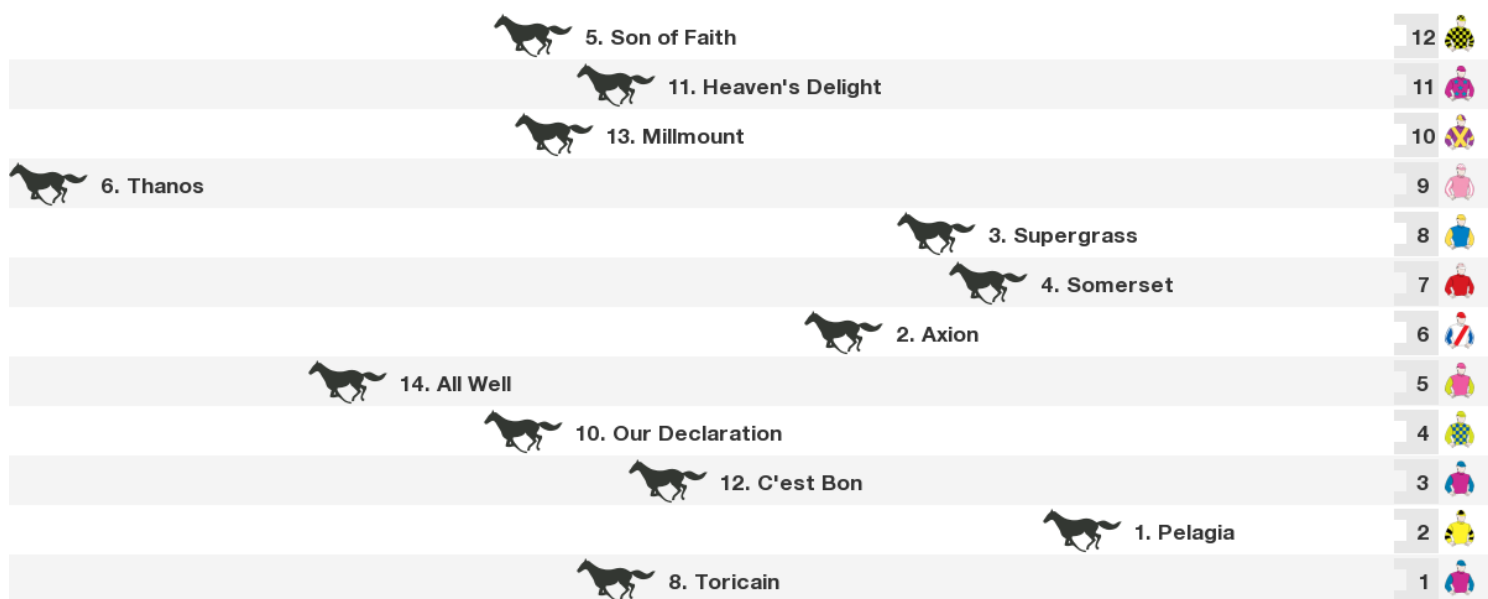 5. Son of Faith 12
11. Heaven's Delight 11
13. Millmount 10
6. Thanos 9
3. Supergrass 8
4. Somerset 7
2. Axion 6
14. All Well 5
10. Our Declaration 4
12. C'est Bon 3
1. Pelagia 2
8. Toricain 1